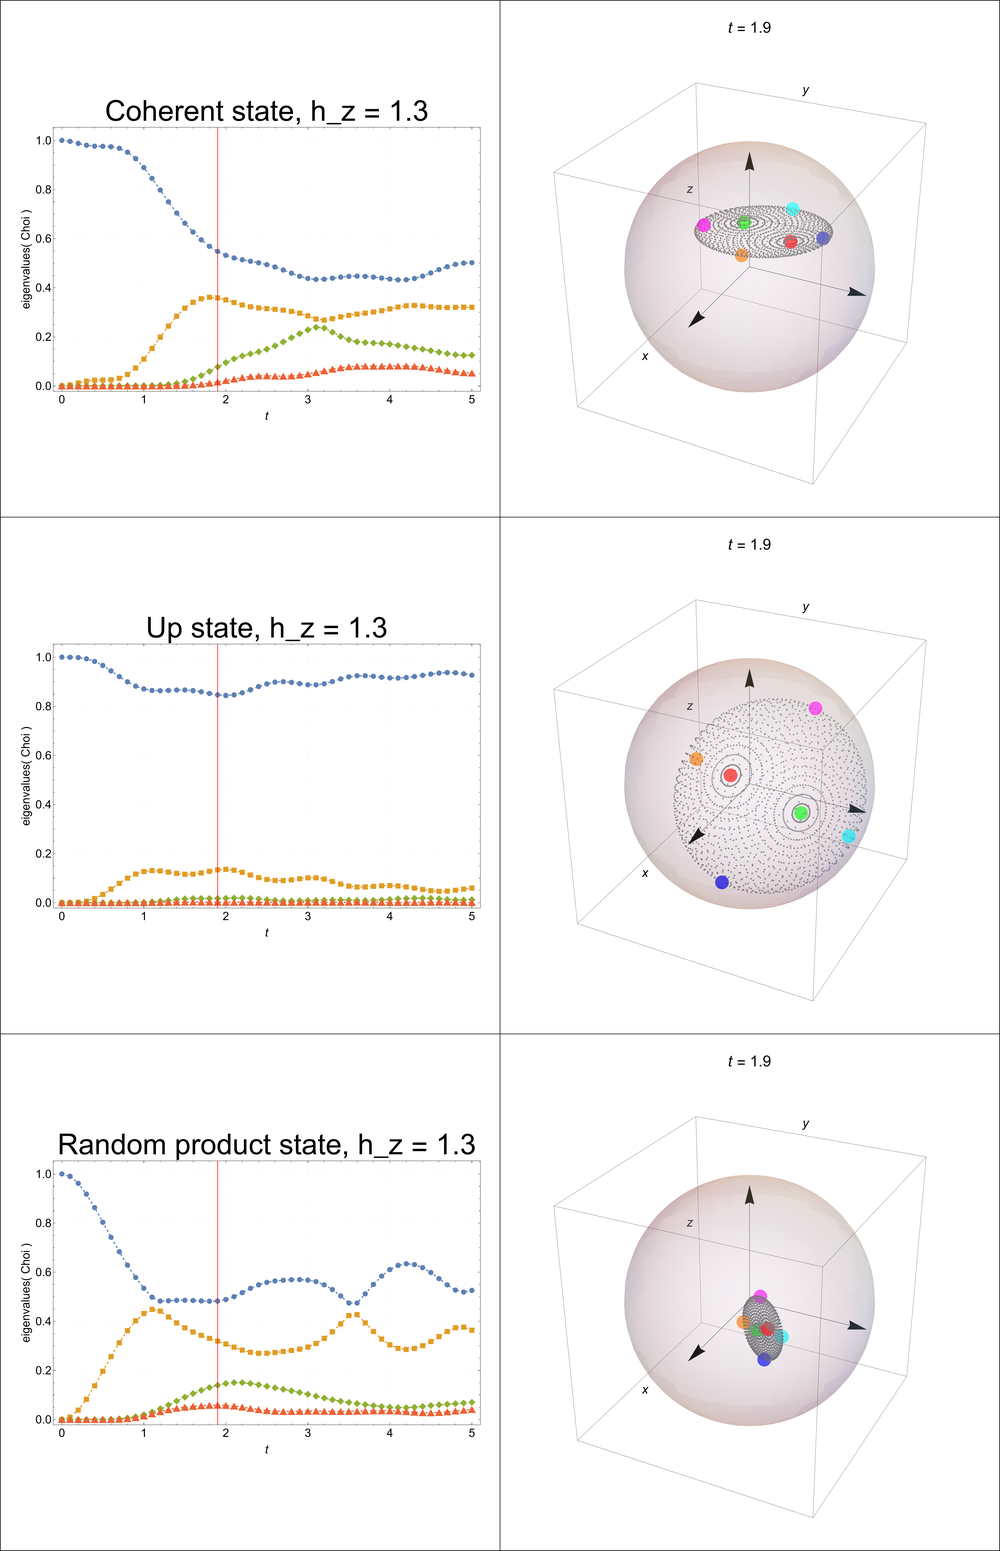 t = 1.9
Coherent state, h_z = 1.3
eigenvalues( Choi )
1.0
0.8
0.6
0.4
0.2
0.0
0 1 2 3 4 5
t
y
z
x
t = 1.9
Up state, h_z = 1.3
eigenvalues( Choi )
1.0
0.8
0.6
0.4
0.2
0.0
0 1 2 3 4 5
t
y
z
x
t = 1.9
Random product state, h_z = 1.3
eigenvalues( Choi )
1.0
0.8
0.6
0.4
0.2
0.0
0 1 2 3 4 5
t
y
z
x